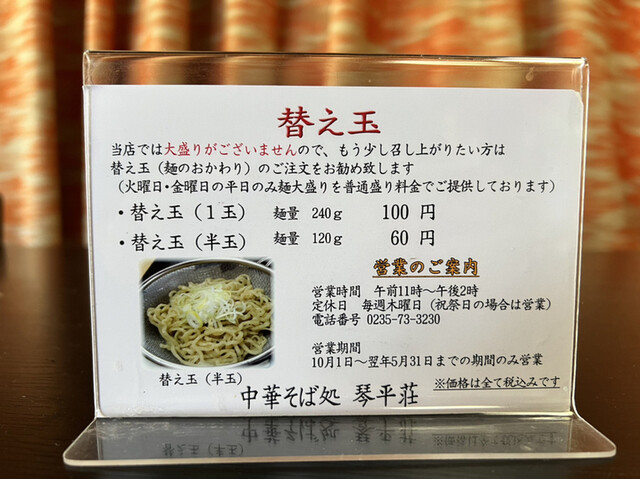 替え玉
当店では大盛りがございませんので、もう少し召し上がりたい方は
替え玉（麺のおかわり）のご注文をお勧め致します
（火曜日・金曜日の平日のみ麺大盛りを普通盛り料金でご提供しております）
・替え玉（１玉） 麺量 240ｇ 100 円
・替え玉（半玉） 麺量 120ｇ 60 円
営業のご案内
営業時間 午前11時～午後2時
定休日 毎週木曜日（祝祭日の場合は営業）
電話番号 0235-73-3230
営業期間
10月1日～翌年5月31日までの期間のみ営業
替え玉（半玉）
※価格は全て税込みです
中華そば処 琴平荘